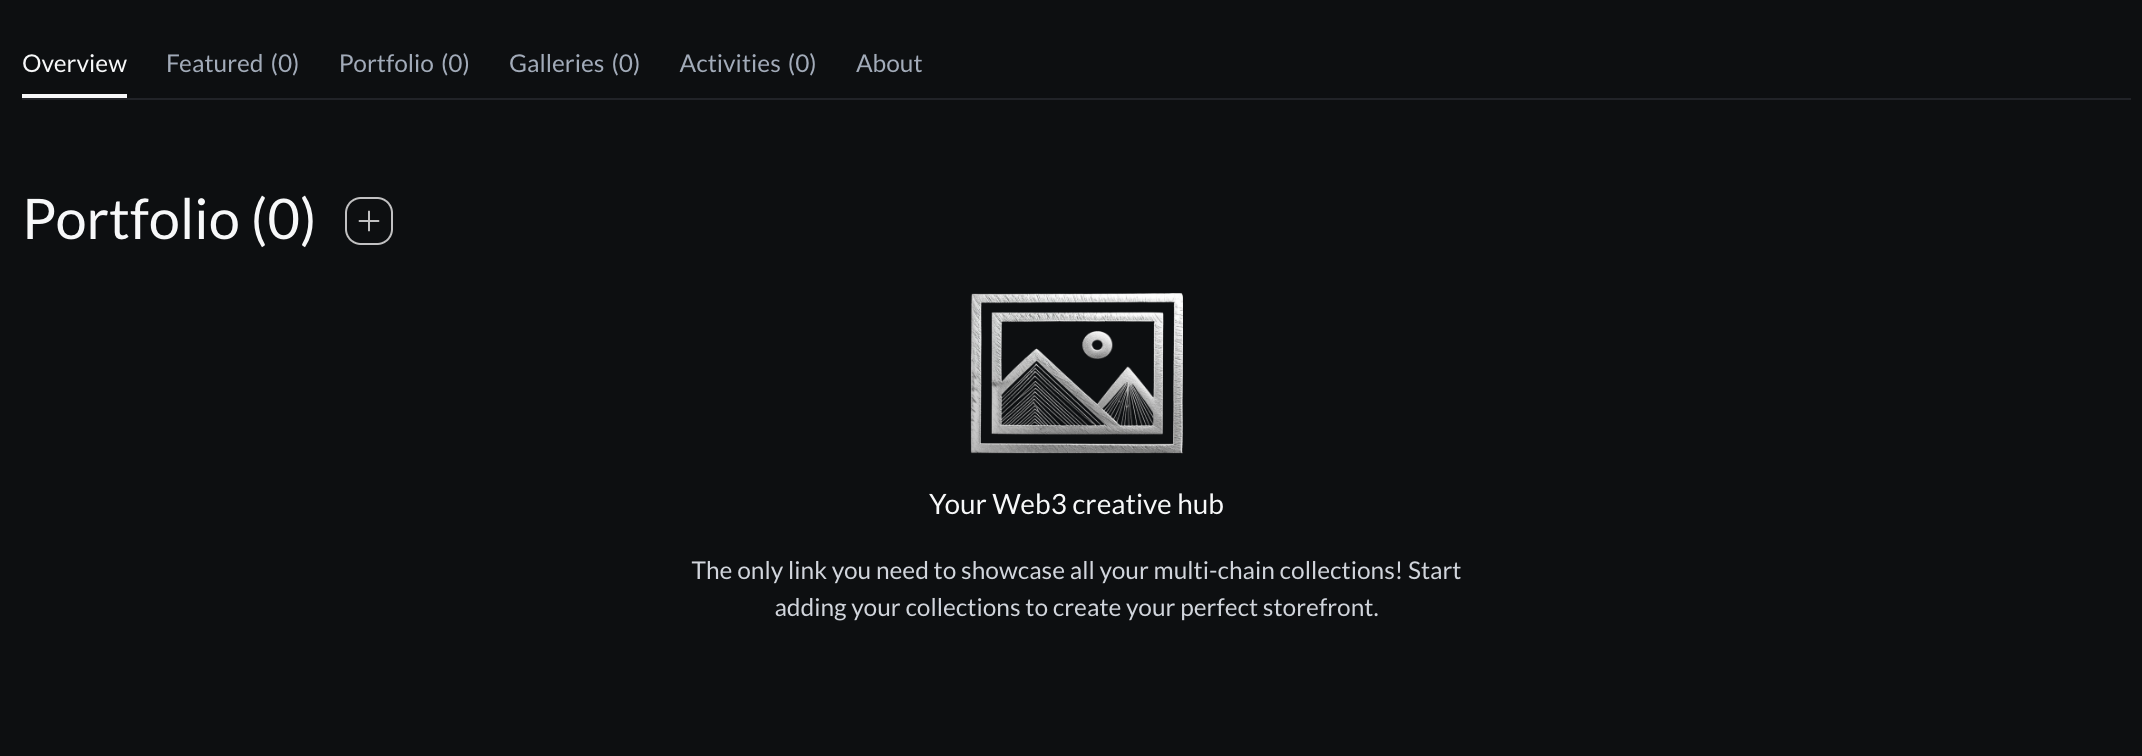 Overview Featured (0) Portfolio (0) Galleries (0) Activities (0) About
Portfolio (0)
Your Web3 creative hub
The only link you need to showcase all your multi-chain collections! Start
adding your collections to create your perfect storefront.